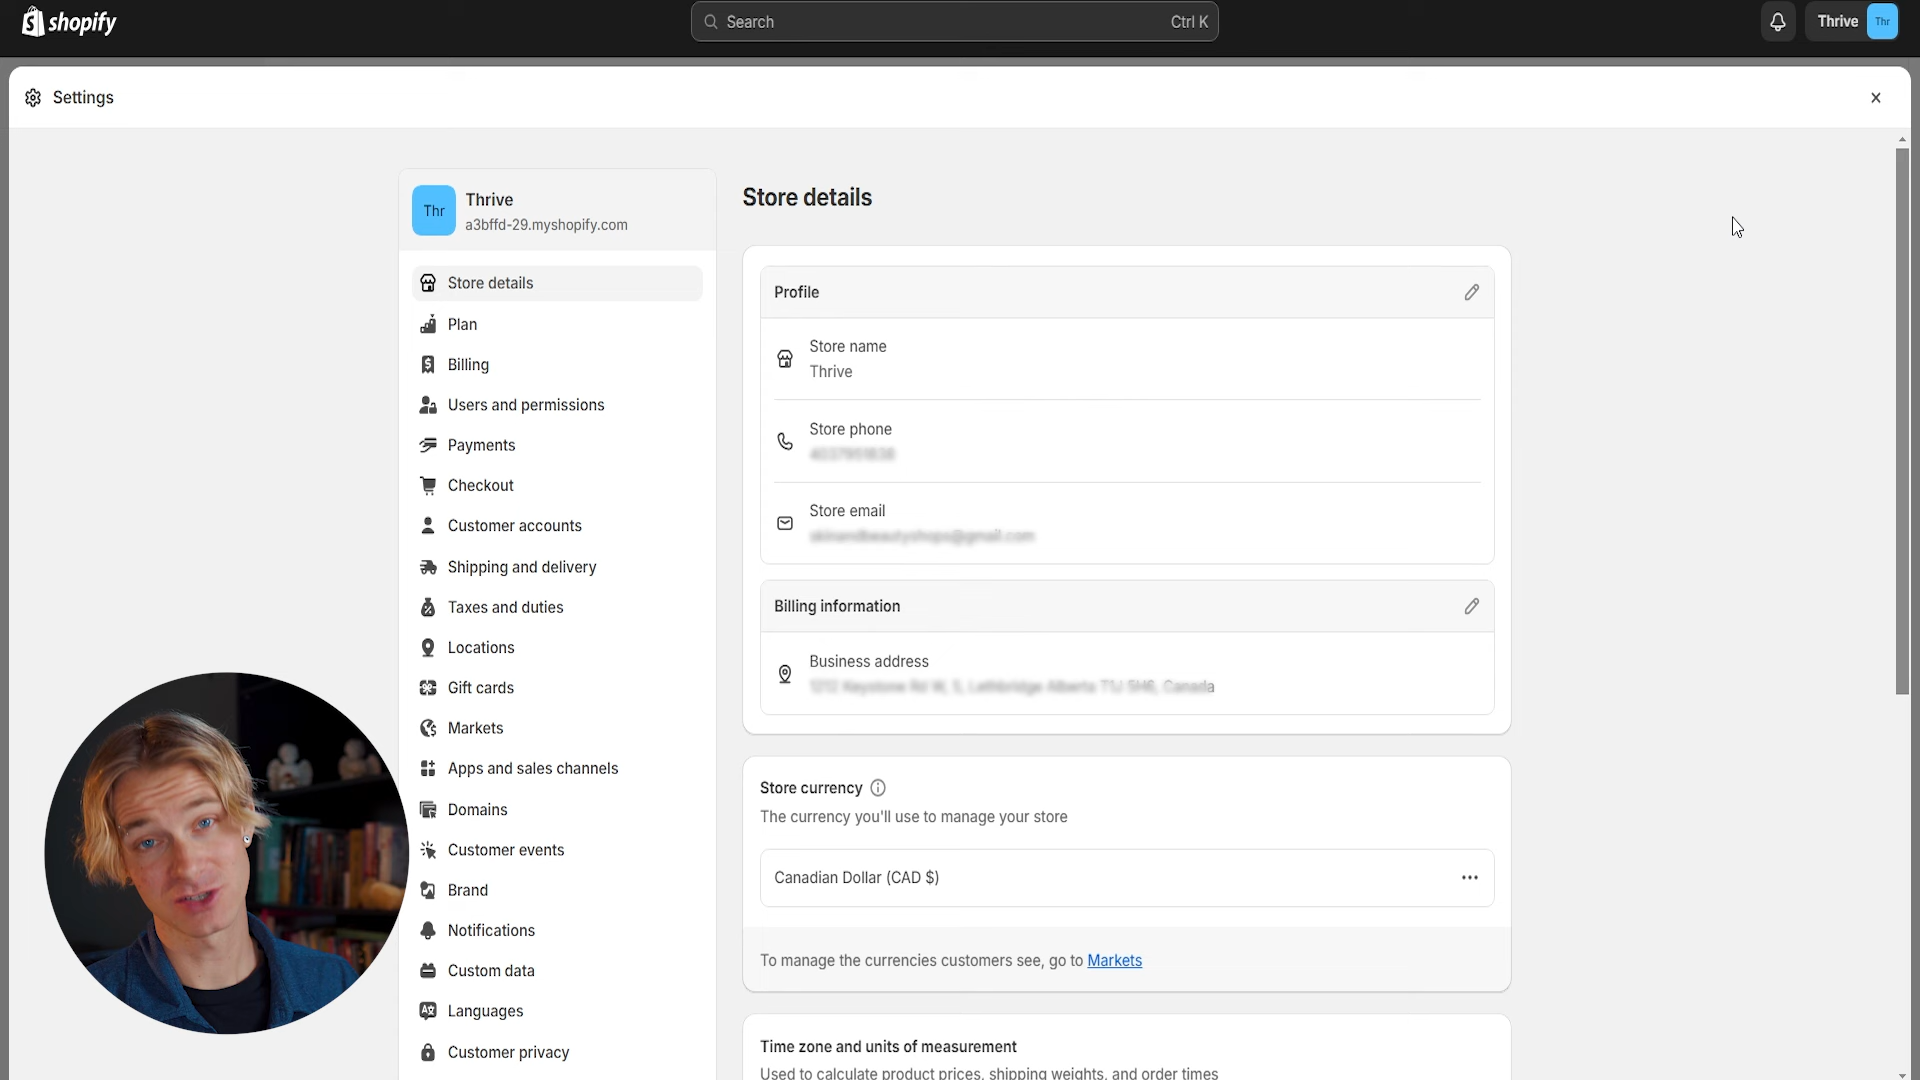 shopify
Search
Ctrl K
Thrive
Thr
Settings
Thr
Thrive
a3bffd-29.myshopify.com
Store details
Plan
Billing
Users and permissions
Payments
Checkout
Customer accounts
Shipping and delivery
Taxes and duties
Locations
Gift cards
Markets
Apps and sales channels
Domains
Customer events
Brand
Notifications
Custom data
Languages
Customer privacy
Store details
Profile
Store name
Thrive
Store phone
Store email
Billing information
Business address
Store currency
The currency you'll use to manage your store
Canadian Dollar (CAD $)
To manage the currencies customers see, go to Markets
Time zone and units of measurement
Used to calculate product prices, shipping weights, and order times